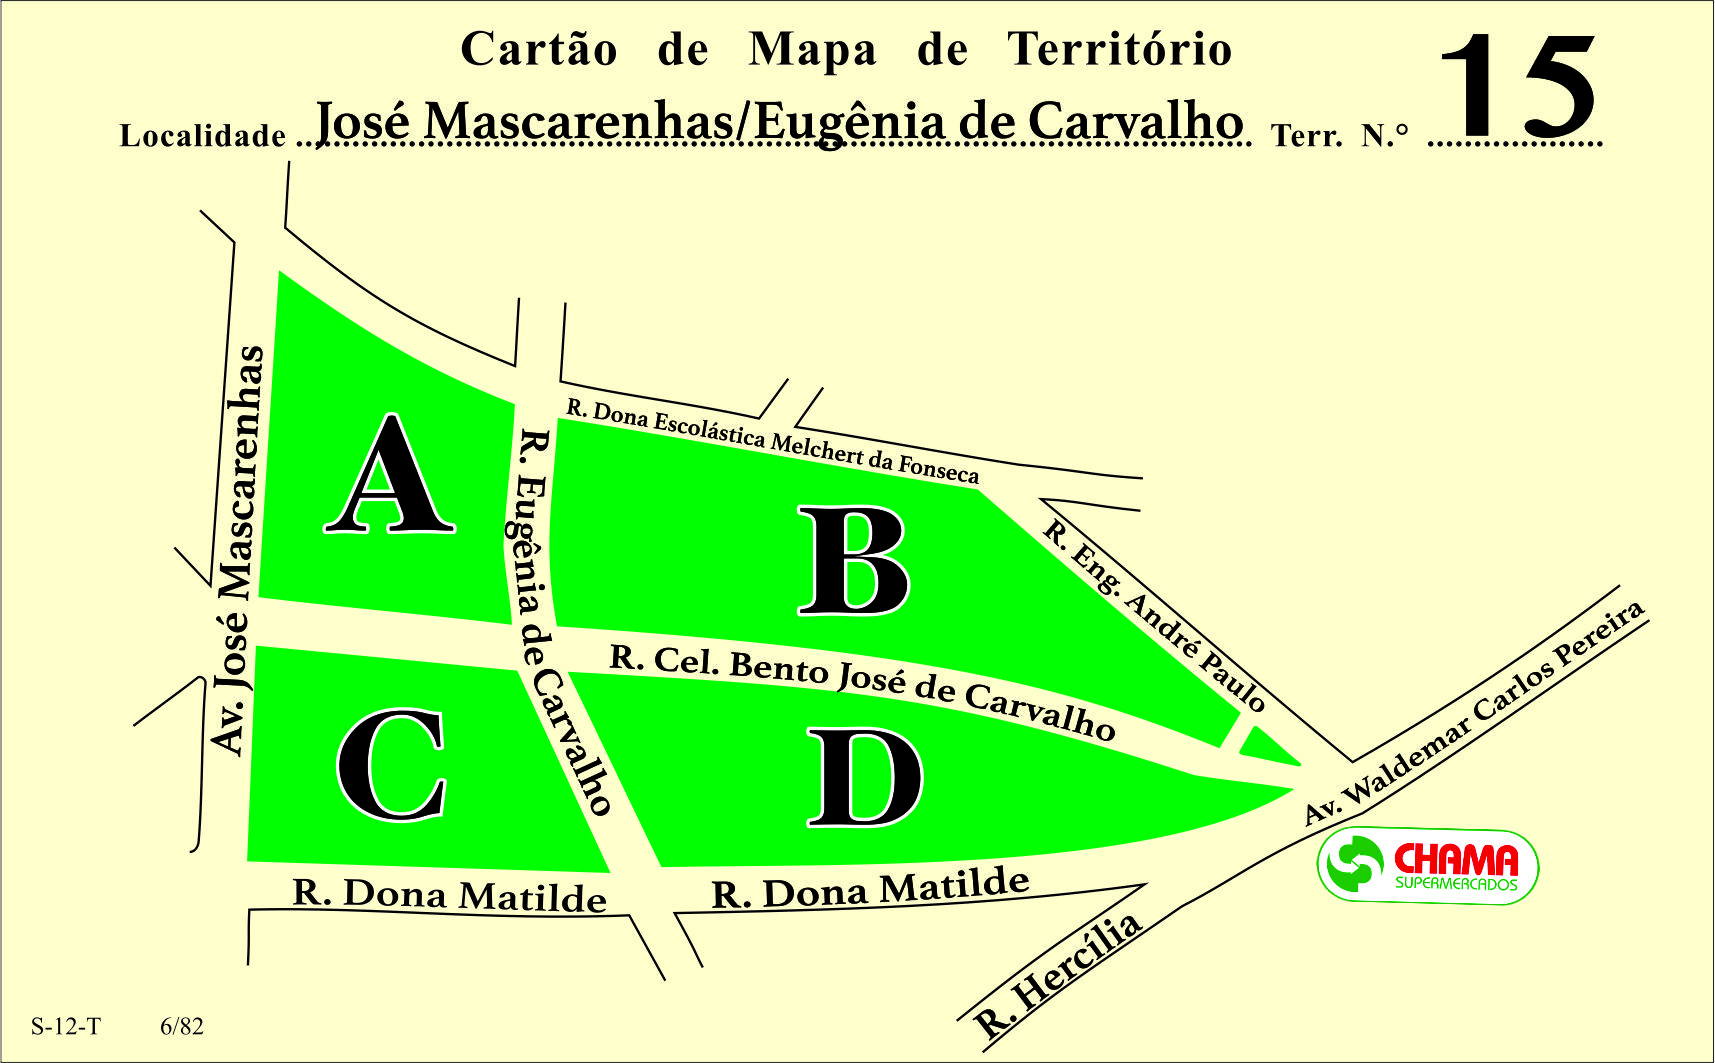 Cartão de Mapa de Território
15
Localidade José Mascarenhas/Eugênia de Carvalho Terr. N.°
Av. José Mascarenhas
A
R. Eugênia de Carvalho
R. Dona Escolástica Melchert da Fonseca
B
R. Eng. André Paulo
R. Cel. Bento José de Carvalho
Av. Waldemar Carlos Pereira
C
D
CHAMA
SUPERMERCADOS
R. Dona Matilde
R. Dona Matilde
R. Hercília
S-12-T 6/82